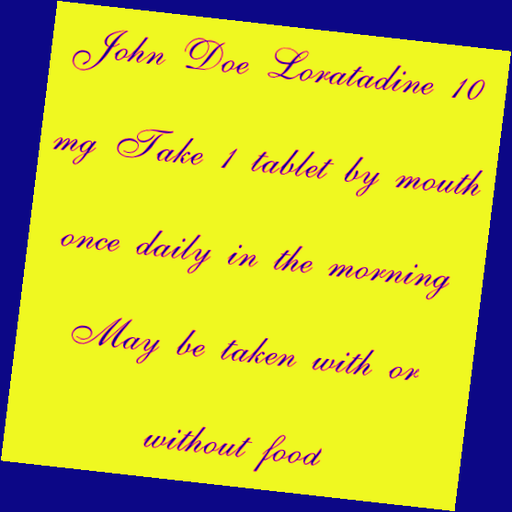 John Doe Loratadine 10
mg Take 1 tablet by mouth
once daily in the morning
May be taken with or
without food